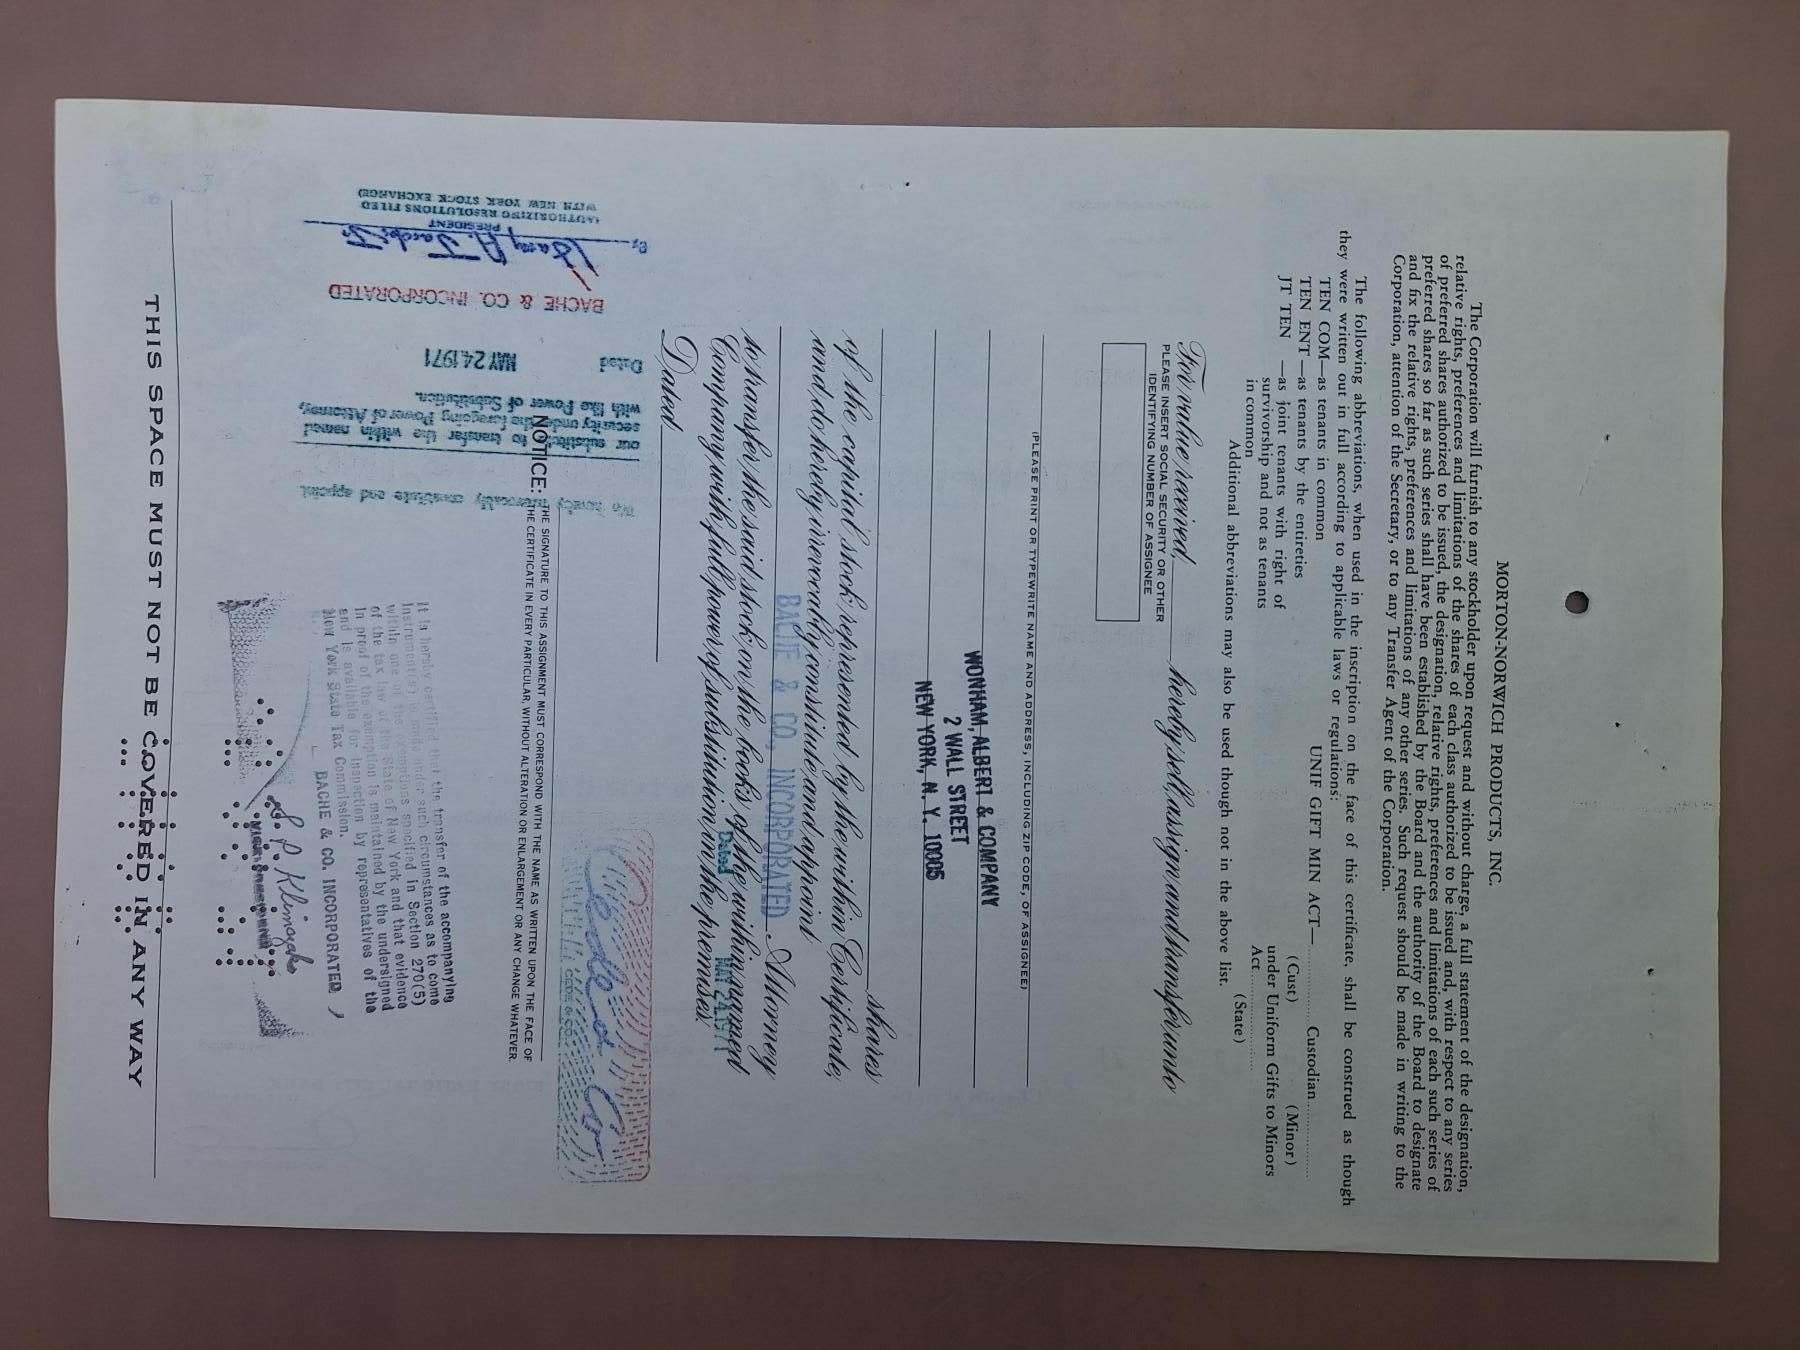 MORTON-NORWICH PRODUCTS, INC.
The Corporation will furnish to any stockholder upon request and without charge, a full statement of the designation,
relative rights, preferences and limitations of the shares of each class authorized to be issued and, with respect to any series
of preferred shares authorized to be issued, the designation, relative rights, preferences and limitations of each such series of
preferred shares so far as such series shall have been established by the Board and the authority of the Board to designate
and fix the relative rights, preferences and limitations of any other series. Such request should be made in writing to the
Corporation, attention of the Secretary, or to any Transfer Agent of the Corporation.
The following abbreviations, when used in the inscription on the face of this certificate, shall be construed as though
they were written out in full according to applicable laws or regulations:
TEN COM—as tenants in common
TEN ENT—as tenants by the entireties
JT TEN —as joint tenants with right of
survivorship and not as tenants
in common
UNIF GIFT MIN ACT—............Custodian............
(Cust) (Minor)
under Uniform Gifts to Minors
Act............
(State)
Additional abbreviations may also be used though not in the above list.
For value received, hereby sell, assign and transfer unto
PLEASE INSERT SOCIAL SECURITY OR OTHER
IDENTIFYING NUMBER OF ASSIGNEE
(PLEASE PRINT OR TYPEWRITE NAME AND ADDRESS, INCLUDING ZIP CODE, OF ASSIGNEE)
WONHAM, ALBERT & COMPANY
2 WALL STREET
NEW YORK, N. Y. 10005
shares
of the capital stock represented by the within Certificate,
and do hereby irrevocably constitute and appoint
BACHE & CO., INCORPORATED Attorney
to transfer the said stock on the books of the within named
Company with full power of substitution in the premises.
Dated MAY 24 1971
Dated
Cede & Co
CEDE & CO.
NOTICE: THE SIGNATURE TO THIS ASSIGNMENT MUST CORRESPOND WITH THE NAME AS WRITTEN UPON THE FACE OF
THE CERTIFICATE IN EVERY PARTICULAR, WITHOUT ALTERATION OR ENLARGEMENT OR ANY CHANGE WHATEVER.
We hereby irrevocably constitute and appoint
our substitute to transfer the within named
security under the foregoing Power of Attorney,
with like Power of Substitution.
Dated MAY 24 1971
BACHE & CO. INCORPORATED
By Harry A. Jacobs Jr
PRESIDENT
(AUTHORIZING RESOLUTIONS FILED
WITH NEW YORK STOCK EXCHANGE)
It is hereby certified that the transfer of the accompanying
Instrument(s) is made under such circumstances as to come
within one of the exemptions specified in Section 270(5)
of the tax law of the State of New York and that evidence
In proof of the exemption is maintained by the undersigned
and is available for inspection by representatives of the
New York State Tax Commission.
BACHE & CO. INCORPORATED
THIS SPACE MUST NOT BE COVERED IN ANY WAY